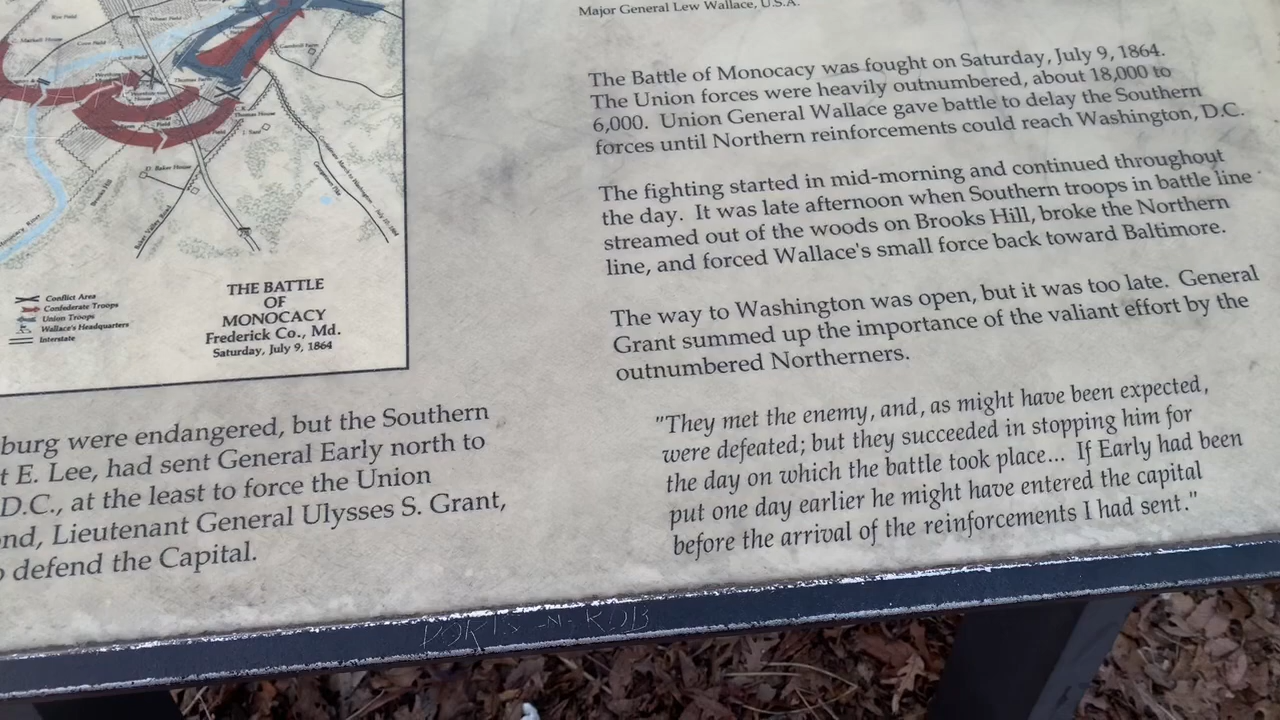 Major General Lew Wallace, U.S.A.
The Battle of Monocacy was fought on Saturday, July 9, 1864.
The Union forces were heavily outnumbered, about 18,000 to
6,000. Union General Wallace gave battle to delay the Southern
forces until Northern reinforcements could reach Washington, D.C.
The fighting started in mid-morning and continued throughout
the day. It was late afternoon when Southern troops in battle line
streamed out of the woods on Brooks Hill, broke the Northern
line, and forced Wallace's small force back toward Baltimore.
The way to Washington was open, but it was too late. General
Grant summed up the importance of the valiant effort by the
outnumbered Northerners.
"They met the enemy, and, as might have been expected,
were defeated; but they succeeded in stopping him for
the day on which the battle took place... If Early had been
put one day earlier he might have entered the capital
before the arrival of the reinforcements I had sent."
Conflict Area
Confederate Troops
Union Troops
Wallace's Headquarters
Interstate
THE BATTLE
OF
MONOCACY
Frederick Co., Md.
Saturday, July 9, 1864
burg were endangered, but the Southern
t E. Lee, had sent General Early north to
D.C., at the least to force the Union
nd, Lieutenant General Ulysses S. Grant,
o defend the Capital.
Corn Field
Thomas House
Baker House
Brooks Hill